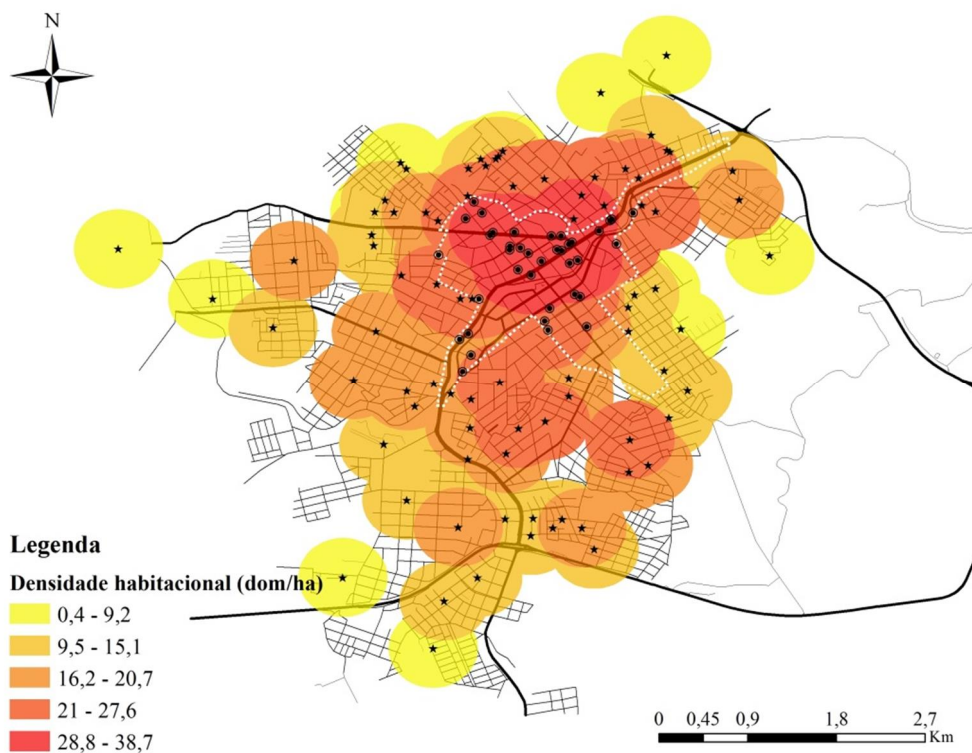 N
Legenda
Densidade habitacional (dom/ha)
0,4 - 9,2
9,5 - 15,1
16,2 - 20,7
21 - 27,6
28,8 - 38,7
0 0,45 0,9 1,8 2,7
Km